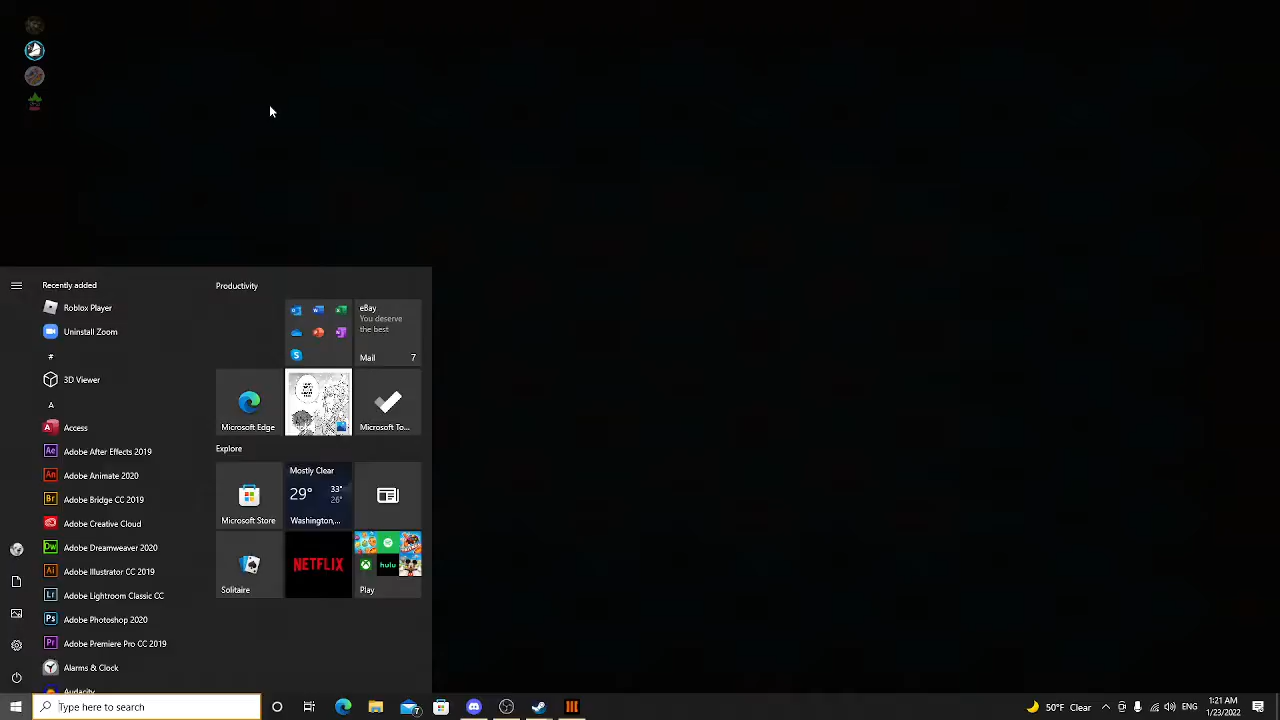 Recently added
Roblox Player
Uninstall Zoom
#
3D Viewer
A
Access
Adobe After Effects 2019
Adobe Animate 2020
Adobe Bridge CC 2019
Adobe Creative Cloud
Adobe Dreamweaver 2020
Adobe Illustrator CC 2019
Adobe Lightroom Classic CC
Adobe Photoshop 2020
Adobe Premiere Pro CC 2019
Alarms & Clock
Audacity
Productivity
eBay
You deserve
the best
Mail 7
Microsoft Edge
Microsoft To...
Explore
Microsoft Store
Mostly Clear
29° 33°
26°
Washington,...
Solitaire
NETFLIX
hulu
Play
Type here to search
7
50°F Clear
ENG
1:21 AM
1/23/2022